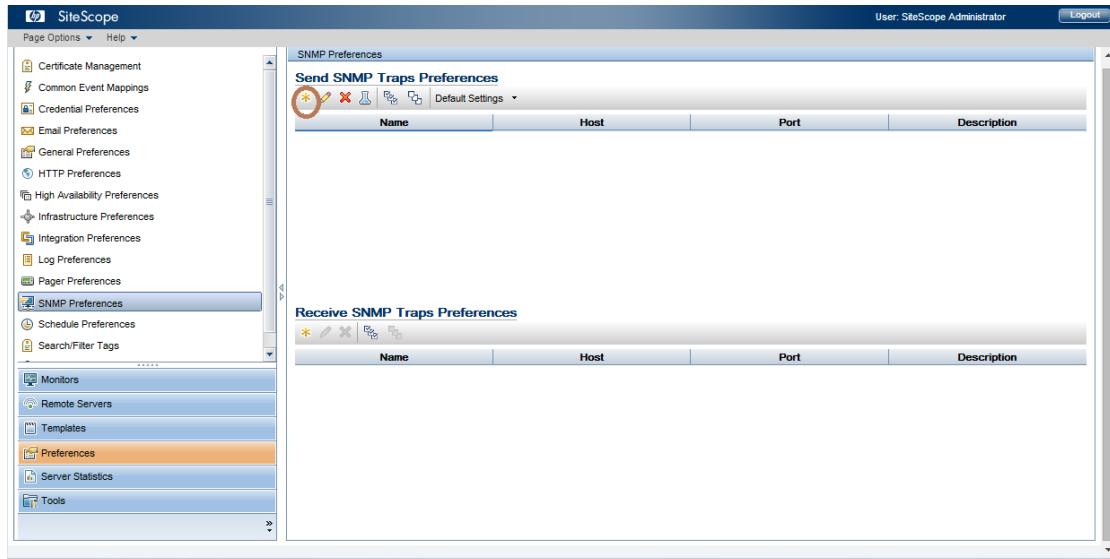 hp SiteScope User: SiteScope Administrator Logout
Page Options Help
SNMP Preferences
Certificate Management
Common Event Mappings
Credential Preferences
Email Preferences
General Preferences
HTTP Preferences
High Availability Preferences
Infrastructure Preferences
Integration Preferences
Log Preferences
Pager Preferences
SNMP Preferences
Schedule Preferences
Search/Filter Tags
Monitors
Remote Servers
Templates
Preferences
Server Statistics
Tools
Send SNMP Traps Preferences
Default Settings
Name Host Port Description
Receive SNMP Traps Preferences
Name Host Port Description